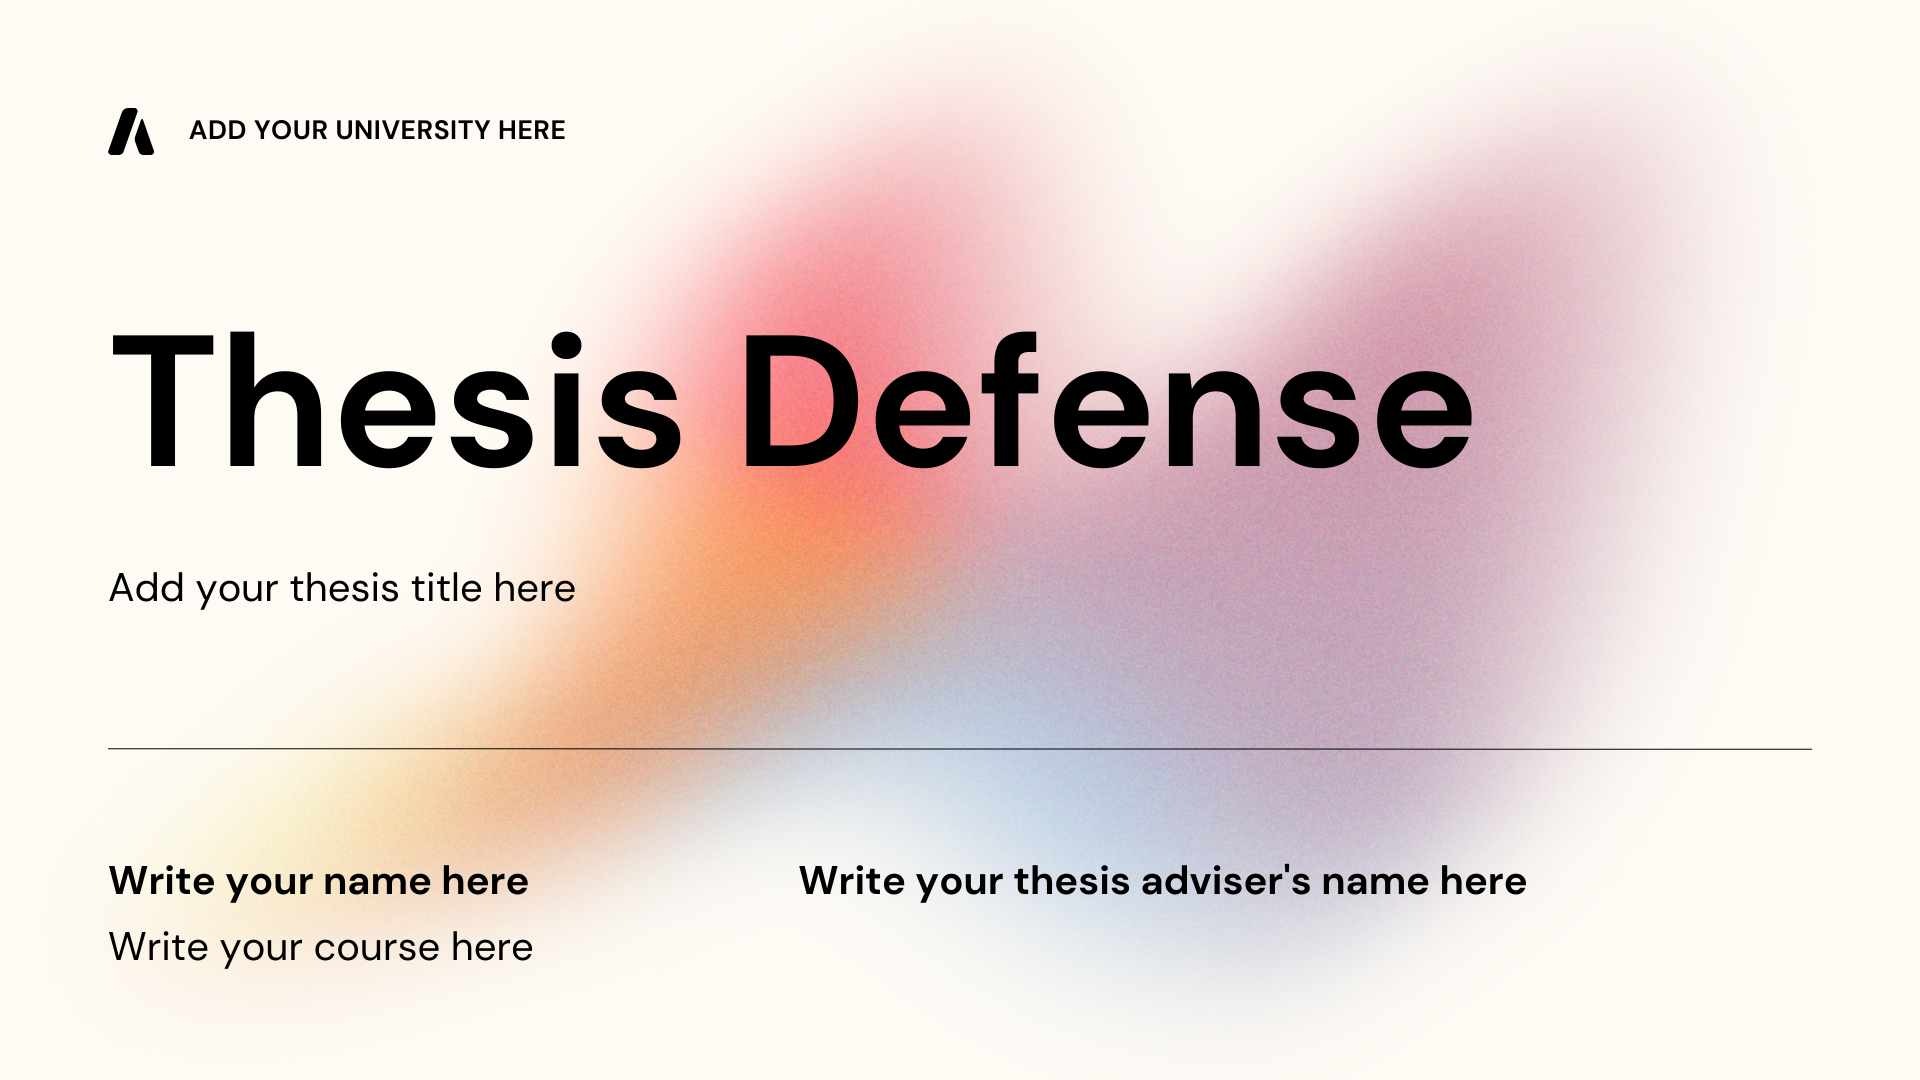 ADD YOUR UNIVERSITY HERE
Thesis Defense
Add your thesis title here
Write your name here
Write your thesis adviser's name here
Write your course here